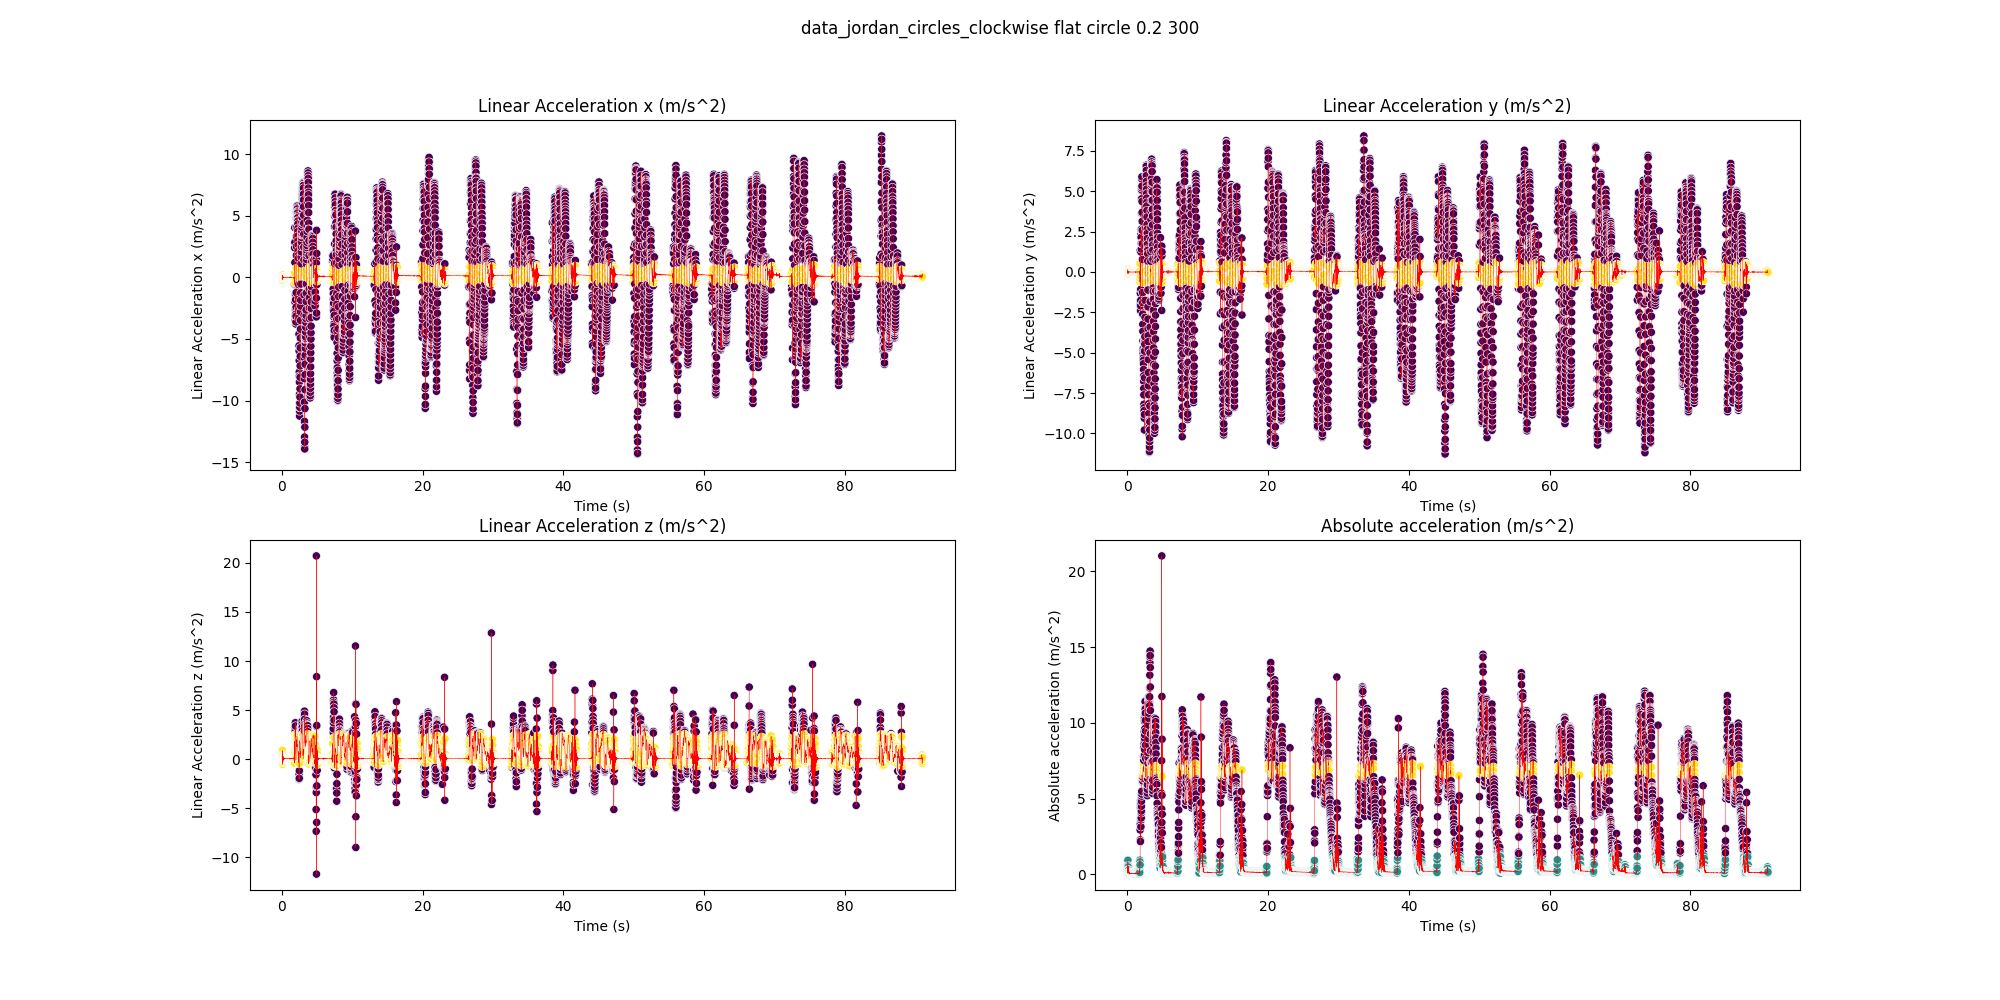 data_jordan_circles_clockwise flat circle 0.2 300
Linear Acceleration x (m/s^2)
Linear Acceleration x (m/s^2)
10
5
0
−5
−10
−15
0 20 40 60 80
Time (s)
Linear Acceleration y (m/s^2)
Linear Acceleration y (m/s^2)
7.5
5.0
2.5
0.0
−2.5
−5.0
−7.5
−10.0
0 20 40 60 80
Time (s)
Linear Acceleration z (m/s^2)
Linear Acceleration z (m/s^2)
20
15
10
5
0
−5
−10
0 20 40 60 80
Time (s)
Absolute acceleration (m/s^2)
Absolute acceleration (m/s^2)
20
15
10
5
0
0 20 40 60 80
Time (s)